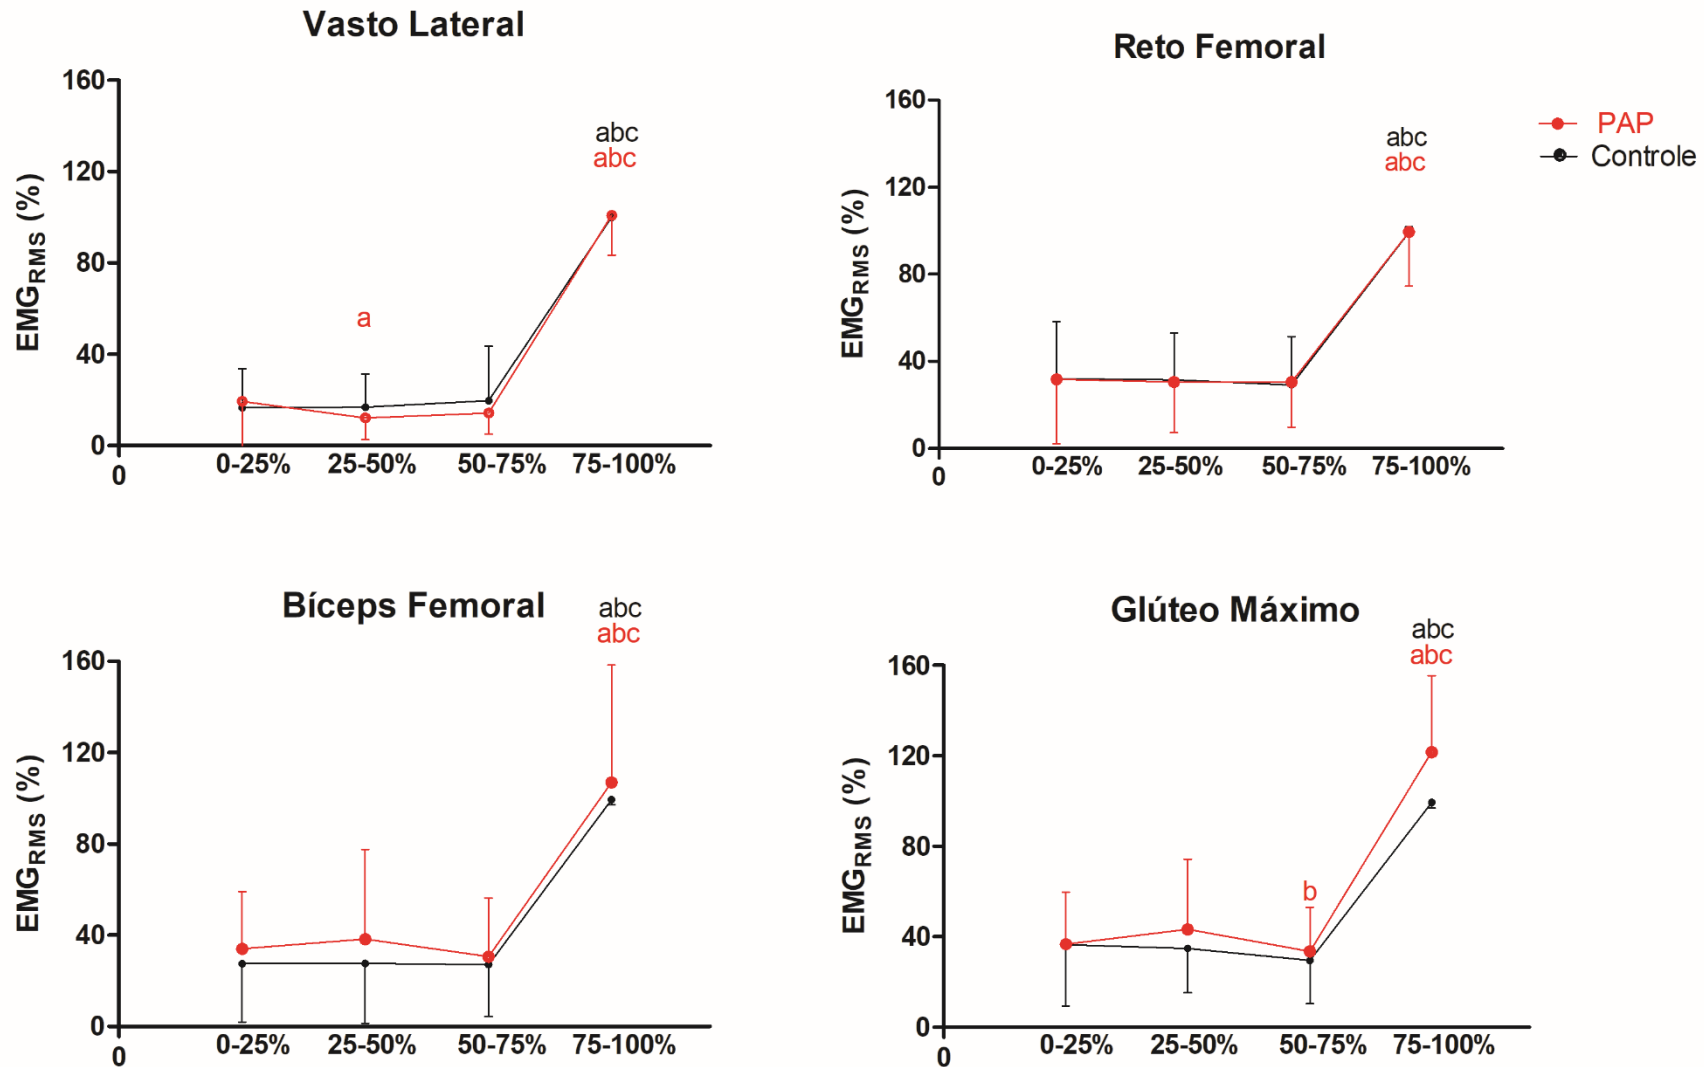 Vasto Lateral
160
120
80
40
0
0
EMGRMS (%)
abc
abc
a
0-25% 25-50% 50-75% 75-100%
Reto Femoral
160
120
80
40
0
0
EMGRMS (%)
abc
abc
0-25% 25-50% 50-75% 75-100%
PAP
Controle
Bíceps Femoral
160
120
80
40
0
0
EMGRMS (%)
abc
abc
0-25% 25-50% 50-75% 75-100%
Glúteo Máximo
160
120
80
40
0
0
EMGRMS (%)
abc
abc
b
0-25% 25-50% 50-75% 75-100%